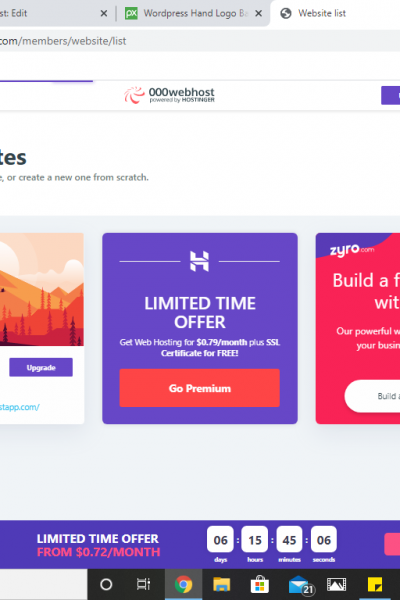 st: Edit
Wordpress Hand Logo Be
Website list
com/members/website/list
000webhost
powered by HOSTINGER
tes
e, or create a new one from scratch.
LIMITED TIME
OFFER
Get Web Hosting for $0.79/month plus SSL
Certificate for FREE!
Go Premium
Upgrade
stapp.com/
zyro.com
Build a f
with
Our powerful w
your busin
Build a
LIMITED TIME OFFER
FROM $0.72/MONTH
06 : 15 : 45 : 06
days hours minutes seconds
21